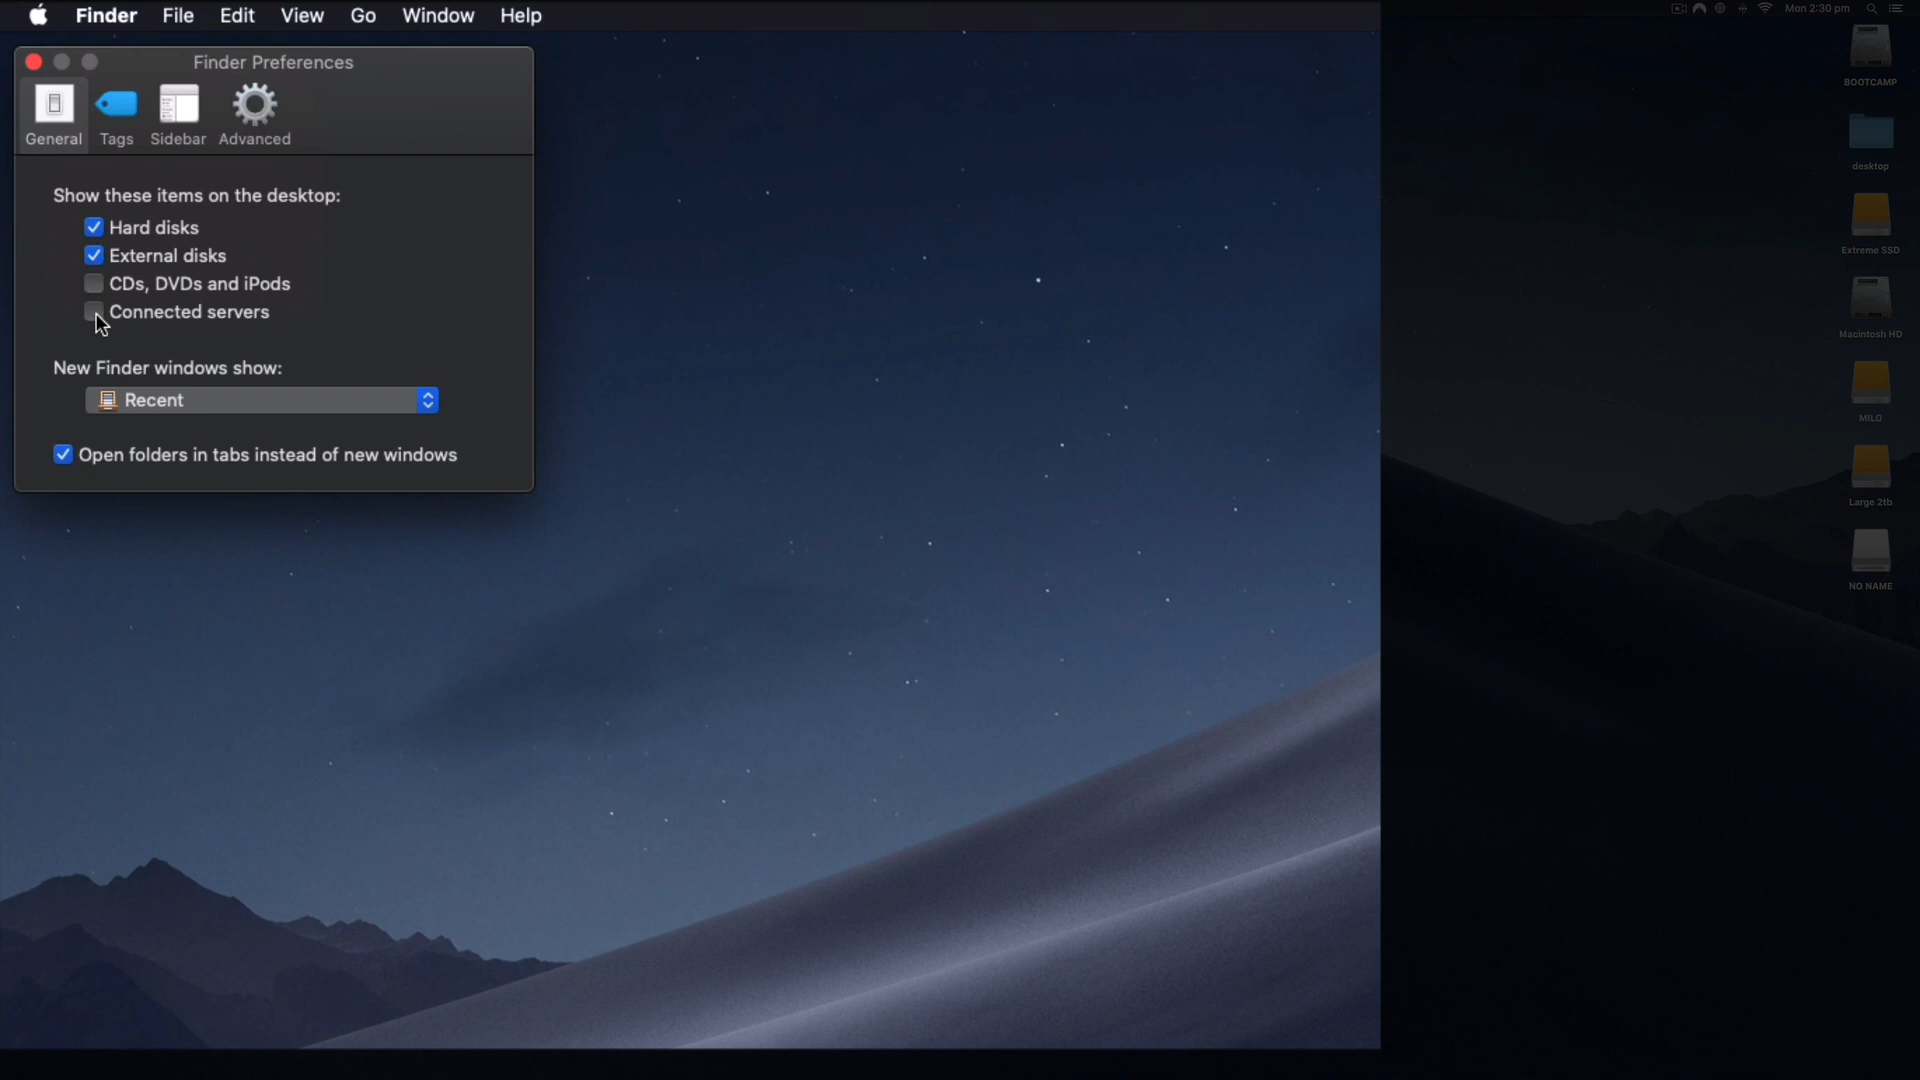 Finder File Edit View Go Window Help
Mon 2:30 pm
Finder Preferences
General Tags Sidebar Advanced
Show these items on the desktop:
Hard disks
External disks
CDs, DVDs and iPods
Connected servers
New Finder windows show:
Recent
Open folders in tabs instead of new windows
BOOTCAMP
desktop
Extreme SSD
Macintosh HD
MILO
Large 2tb
NO NAME